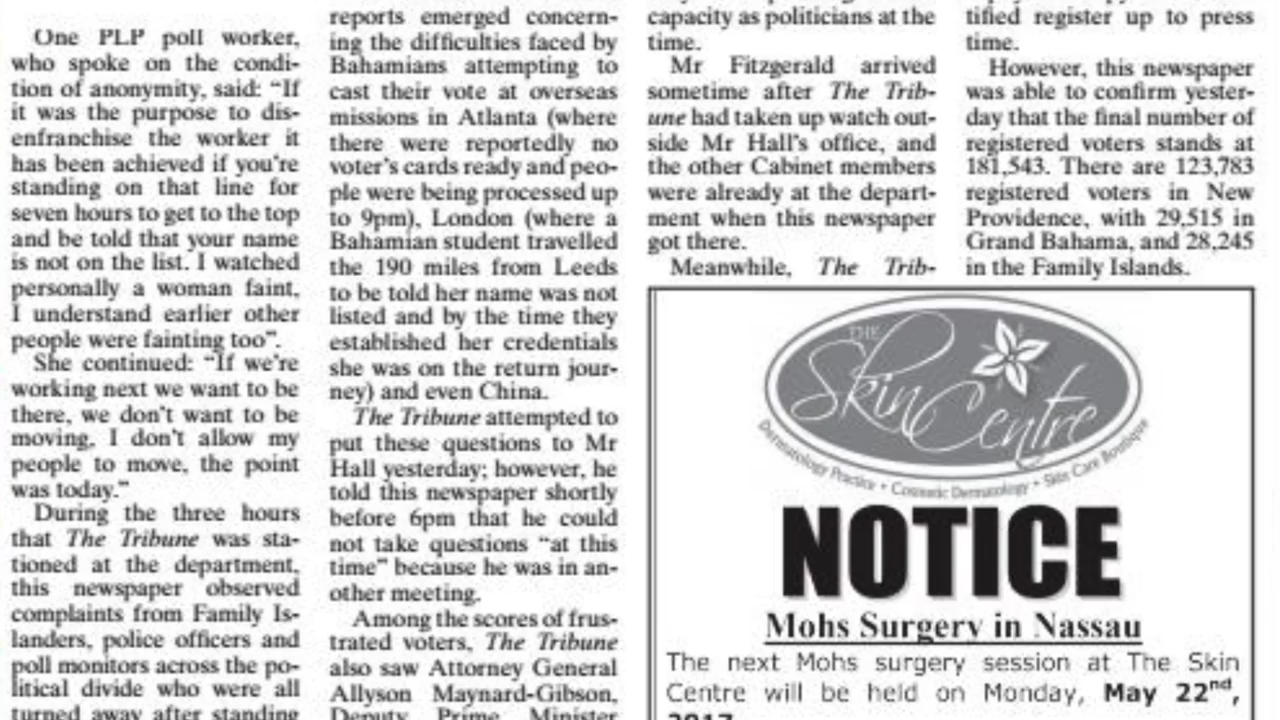 One PLP poll worker,
who spoke on the condi-
tion of anonymity, said: “If
it was the purpose to dis-
enfranchise the worker it
has been achieved if you’re
standing on that line for
seven hours to get to the top
and be told that your name
is not on the list. I watched
personally a woman faint,
I understand earlier other
people were fainting too”.
She continued: “If we’re
working next we want to be
there, we don’t want to be
moving, I don’t allow my
people to move, the point
was today.”
During the three hours
that The Tribune was sta-
tioned at the department,
this newspaper observed
complaints from Family Is-
landers, police officers and
poll monitors across the po-
litical divide who were all
turned away after standing
reports emerged concern-
ing the difficulties faced by
Bahamians attempting to
cast their vote at overseas
missions in Atlanta (where
there were reportedly no
voter’s cards ready and peo-
ple were being processed up
to 9pm), London (where a
Bahamian student travelled
the 190 miles from Leeds
to be told her name was not
listed and by the time they
established her credentials
she was on the return jour-
ney) and even China.
The Tribune attempted to
put these questions to Mr
Hall yesterday; however, he
told this newspaper shortly
before 6pm that he could
not take questions “at this
time” because he was in an-
other meeting.
Among the scores of frus-
trated voters, The Tribune
also saw Attorney General
Allyson Maynard-Gibson,
Deputy Prime Minister
capacity as politicians at the
time.
Mr Fitzgerald arrived
sometime after The Trib-
une had taken up watch out-
side Mr Hall’s office, and
the other Cabinet members
were already at the depart-
ment when this newspaper
got there.
Meanwhile, The Trib-
tified register up to press
time.
However, this newspaper
was able to confirm yester-
day that the final number of
registered voters stands at
181,543. There are 123,783
registered voters in New
Providence, with 29,515 in
Grand Bahama, and 28,245
in the Family Islands.
THE
Skin Centre
Dermatology Practice • Cosmetic Dermatology • Skin Care Boutique
NOTICE
Mohs Surgery in Nassau
The next Mohs surgery session at The Skin
Centre will be held on Monday, May 22nd,
2017